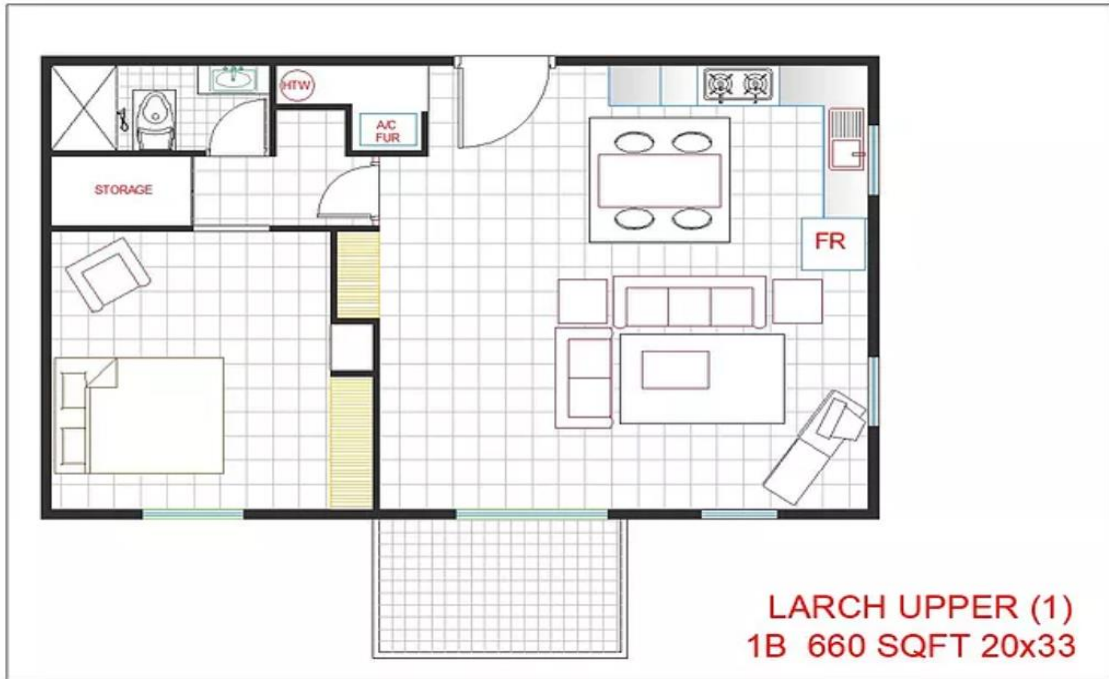 HTW
A/C
FUR
STORAGE
FR
LARCH UPPER (1)
1B 660 SQFT 20x33